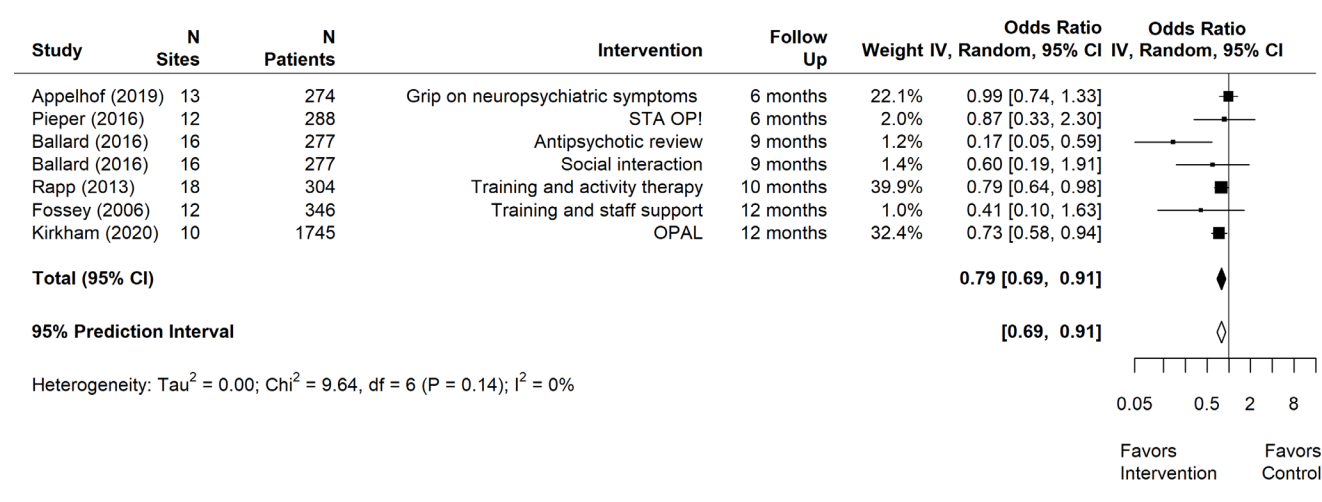 Study N Sites N Patients Intervention Follow Up Weight Odds Ratio IV, Random, 95% CI Odds Ratio IV, Random, 95% CI
Appelhof (2019) 13 274 Grip on neuropsychiatric symptoms 6 months 22.1% 0.99 [0.74, 1.33]
Pieper (2016) 12 288 STA OP! 6 months 2.0% 0.87 [0.33, 2.30]
Ballard (2016) 16 277 Antipsychotic review 9 months 1.2% 0.17 [0.05, 0.59]
Ballard (2016) 16 277 Social interaction 9 months 1.4% 0.60 [0.19, 1.91]
Rapp (2013) 18 304 Training and activity therapy 10 months 39.9% 0.79 [0.64, 0.98]
Fossey (2006) 12 346 Training and staff support 12 months 1.0% 0.41 [0.10, 1.63]
Kirkham (2020) 10 1745 OPAL 12 months 32.4% 0.73 [0.58, 0.94]
Total (95% CI) 0.79 [0.69, 0.91]
95% Prediction Interval [0.69, 0.91]
Heterogeneity: Tau² = 0.00; Chi² = 9.64, df = 6 (P = 0.14); I² = 0%
0.05 0.5 2 8
Favors Intervention Favors Control